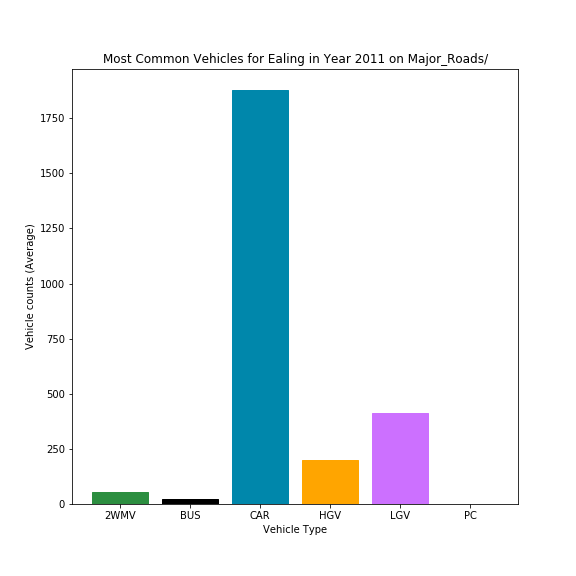 Most Common Vehicles for Ealing in Year 2011 on Major_Roads/
1750
1500
1250
1000
750
500
250
0
Vehicle counts (Average)
2WMV BUS CAR HGV LGV PC
Vehicle Type